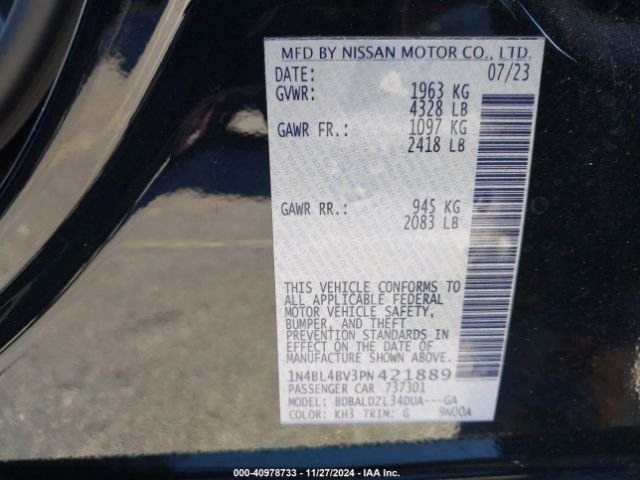 MFD BY NISSAN MOTOR CO., LTD.
DATE: 07/23
GVWR: 1963 KG
4328 LB
GAWR FR.: 1097 KG
2418 LB
GAWR RR.: 945 KG
2083 LB
THIS VEHICLE CONFORMS TO
ALL APPLICABLE FEDERAL
MOTOR VEHICLE SAFETY,
BUMPER, AND THEFT
PREVENTION STANDARDS IN
EFFECT ON THE DATE OF
MANUFACTURE SHOWN ABOVE.
1N4BL4BV3PN421889
PASSENGER CAR 737301
MODEL: BDBALDZL34DUA---GA
COLOR: KH3 TRIM: G 9N00A
000-40978733 - 11/27/2024 - IAA Inc.